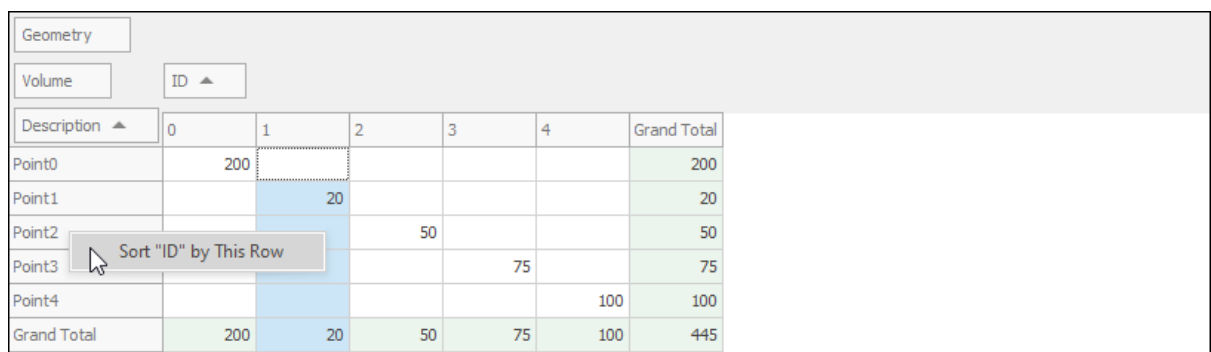 Geometry
Volume ID
Description 0 1 2 3 4 Grand Total
Point0 200 200
Point1 20 20
Point2 50 50
Sort "ID" by This Row
Point3 75 75
Point4 100 100
Grand Total 200 20 50 75 100 445